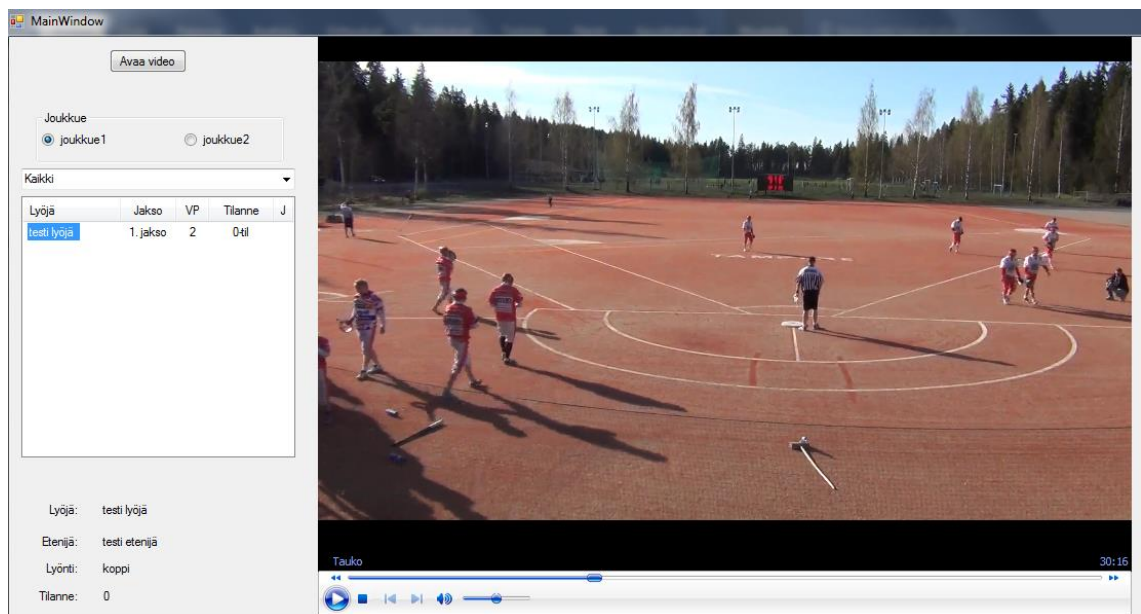 MainWindow
Avaa video
Joukkue
joukkue1 joukkue2
Kaikki
Lyöjä Jakso VP Tilanne J
testi lyöjä 1. jakso 2 0-til
Lyöjä: testi lyöjä
Etenijä: testi etenijä
Lyönti: koppi
Tilanne: 0
Tauko 30:16